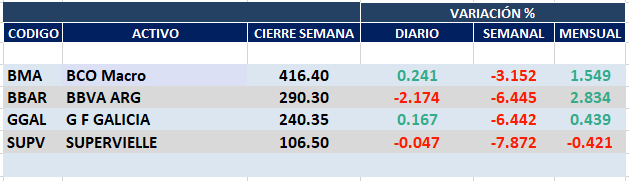 VARIACIÓN %
CODIGO ACTIVO CIERRE SEMANA DIARIO SEMANAL MENSUAL
BMA BCO Macro 416.40 0.241 -3.152 1.549
BBAR BBVA ARG 290.30 -2.174 -6.445 2.834
GGAL G F GALICIA 240.35 0.167 -6.442 0.439
SUPV SUPERVIELLE 106.50 -0.047 -7.872 -0.421